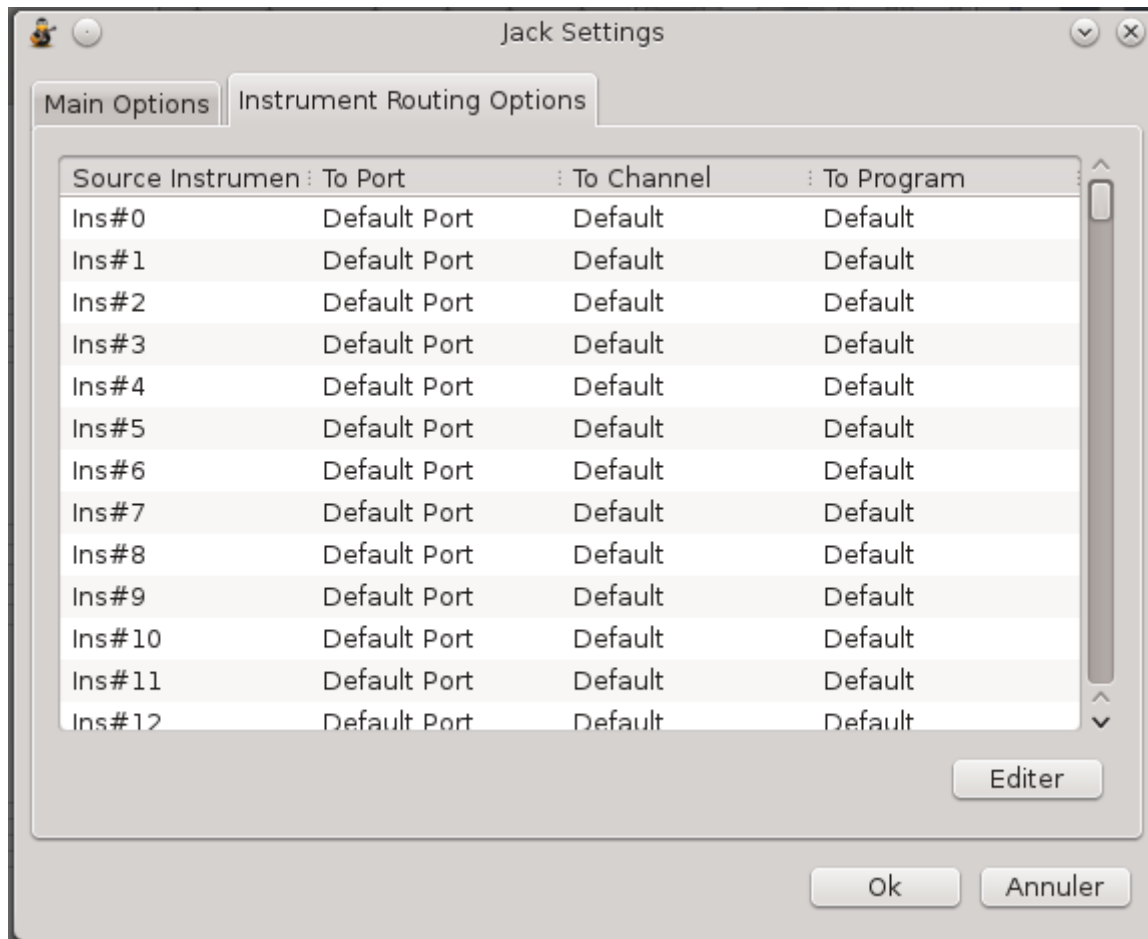 Jack Settings
Main Options Instrument Routing Options
Source Instrumen To Port To Channel To Program
Ins#0 Default Port Default Default
Ins#1 Default Port Default Default
Ins#2 Default Port Default Default
Ins#3 Default Port Default Default
Ins#4 Default Port Default Default
Ins#5 Default Port Default Default
Ins#6 Default Port Default Default
Ins#7 Default Port Default Default
Ins#8 Default Port Default Default
Ins#9 Default Port Default Default
Ins#10 Default Port Default Default
Ins#11 Default Port Default Default
Ins#12 Default Port Default Default
Editer
Ok Annuler